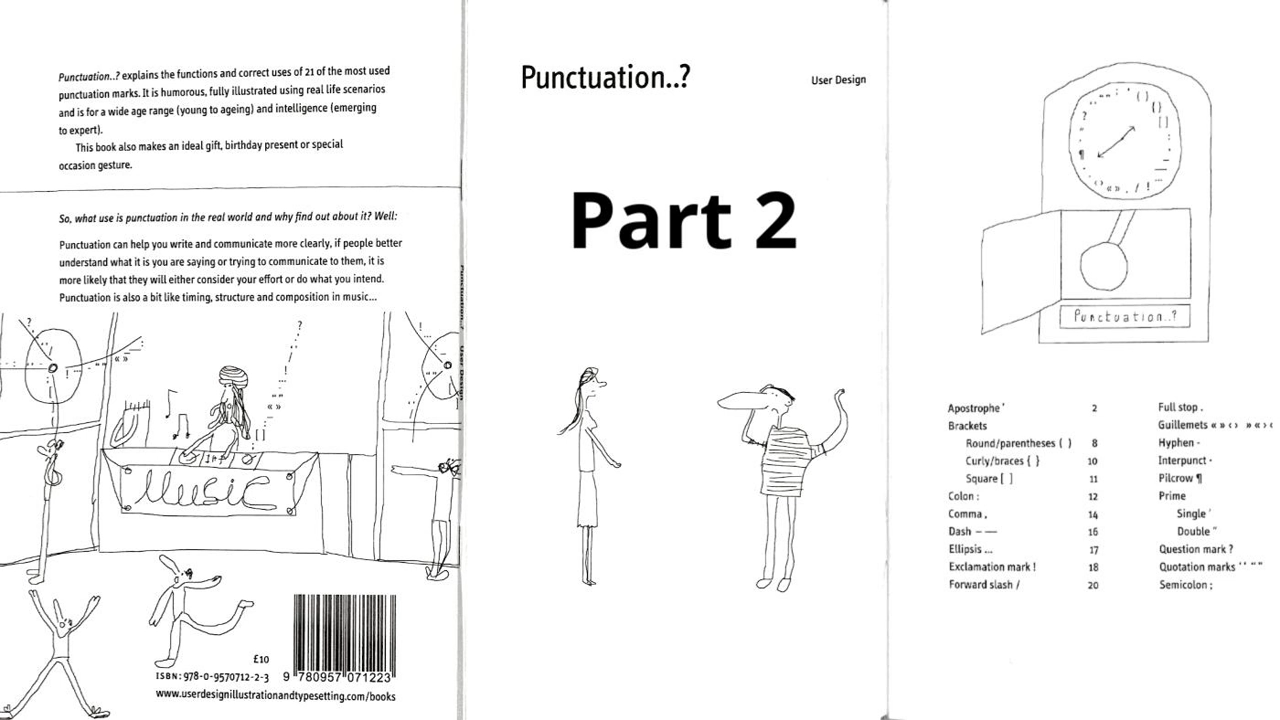 Punctuation..? explains the functions and correct uses of 21 of the most used
punctuation marks. It is humorous, fully illustrated using real life scenarios
and is for a wide age range (young to ageing) and intelligence (emerging
to expert).
This book also makes an ideal gift, birthday present or special
occasion gesture.
So, what use is punctuation in the real world and why find out about it? Well:
Punctuation can help you write and communicate more clearly, if people better
understand what it is you are saying or trying to communicate to them, it is
more likely that they will either consider your effort or do what you intend.
Punctuation is also a bit like timing, structure and composition in music...
Music
£10
ISBN: 978-0-9570712-2-3
9 780957 071223
www.userdesignillustrationandtypesetting.com/books
Punctuation..? User Design
Punctuation..?
User Design
Part 2
Punctuation..?
Apostrophe ' 2
Brackets
Round/parentheses ( ) 8
Curly/braces { } 10
Square [ ] 11
Colon : 12
Comma , 14
Dash – — 16
Ellipsis ... 17
Exclamation mark ! 18
Forward slash / 20
Full stop .
Guillemets « » ‹ › » « › ‹
Hyphen -
Interpunct ·
Pilcrow ¶
Prime
Single ′
Double ″
Question mark ?
Quotation marks ‘ ’ “ ”
Semicolon ;